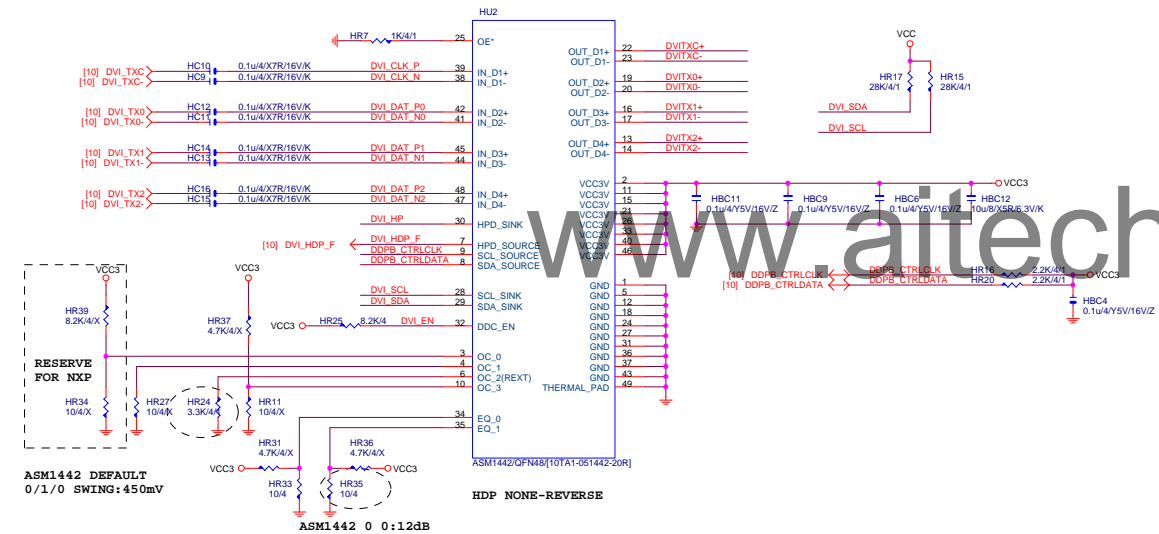 HU2
HR7 1K/4/1 25 OE*
[10] DVI_TXC HC10 0.1u/4/X7R/16V/K DVI_CLK_P 39 IN_D1+
[10] DVI_TXC- HC9 0.1u/4/X7R/16V/K DVI_CLK_N 38 IN_D1-
[10] DVI_TX0 HC12 0.1u/4/X7R/16V/K DVI_DAT_P0 42 IN_D2+
[10] DVI_TX0- HC11 0.1u/4/X7R/16V/K DVI_DAT_N0 41 IN_D2-
[10] DVI_TX1 HC14 0.1u/4/X7R/16V/K DVI_DAT_P1 45 IN_D3+
[10] DVI_TX1- HC13 0.1u/4/X7R/16V/K DVI_DAT_N1 44 IN_D3-
[10] DVI_TX2 HC16 0.1u/4/X7R/16V/K DVI_DAT_P2 48 IN_D4+
[10] DVI_TX2- HC15 0.1u/4/X7R/16V/K DVI_DAT_N2 47 IN_D4-
DVI_HP 30 HPD_SINK
[10] DVI_HDP_F DVI_HDP_F 7 HPD_SOURCE
DDPB_CTRLCLK 9 SCL_SOURCE
DDPB_CTRLDATA 8 SDA_SOURCE
DVI_SCL 28 SCL_SINK
DVI_SDA 29 SDA_SINK
VCC3 HR25 8.2K/4 DVI_EN 32 DDC_EN
3 OC_0
4 OC_1
6 OC_2(REXT)
10 OC_3
34 EQ_0
35 EQ_1
OUT_D1+ 22 DVITXC+
OUT_D1- 23 DVITXC-
OUT_D2+ 19 DVITX0+
OUT_D2- 20 DVITX0-
OUT_D3+ 16 DVITX1+
OUT_D3- 17 DVITX1-
OUT_D4+ 13 DVITX2+
OUT_D4- 14 DVITX2-
VCC3V 2
VCC3V 11
VCC3V 15
VCC3V 21
VCC3V 26
VCC3V 33
VCC3V 40
VCC3V 46
GND 1
GND 5
GND 12
GND 18
GND 24
GND 27
GND 31
GND 36
GND 37
GND 43
THERMAL_PAD 49
ASM1442/QFN48/[10TA1-051442-20R]
HDP NONE-REVERSE
VCC
HR17 28K/4/1
HR15 28K/4/1
DVI_SDA
DVI_SCL
VCC3
HBC11 0.1u/4/Y5V/16V/Z
HBC9 0.1u/4/Y5V/16V/Z
HBC6 0.1u/4/Y5V/16V/Z
HBC12 10u/8/X5R/6.3V/K
www.aitech
[10] DDPB_CTRLCLK DDPB_CTRLCLK HR16 2.2K/4/1 VCC3
[10] DDPB_CTRLDATA DDPB_CTRLDATA HR20 2.2K/4/1
HBC4
0.1u/4/Y5V/16V/Z
VCC3
HR39
8.2K/4/X
RESERVE
FOR NXP
HR34
10/4/X
VCC3
HR37
4.7K/4/X
HR27
10/4/X
HR24
3.3K/4/1
HR11
10/4/X
ASM1442 DEFAULT
0/1/0 SWING:450mV
HR31
4.7K/4/X
VCC3
HR33
10/4
HR36
4.7K/4/X
VCC3
HR35
10/4
ASM1442 0 0:12dB